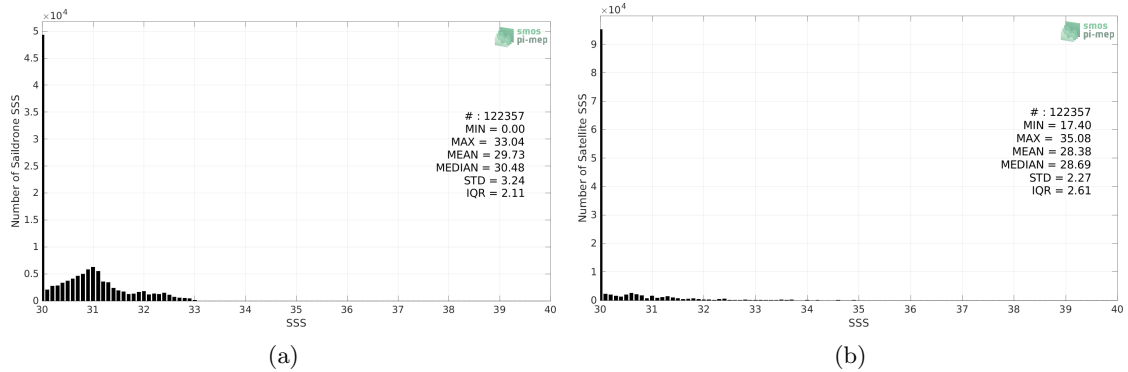 ×10⁴
5
4.5
4
3.5
3
2.5
2
1.5
1
0.5
0
Number of Saildrone SSS
smos
pi-mep
# : 122357
MIN = 0.00
MAX = 33.04
MEAN = 29.73
MEDIAN = 30.48
STD = 3.24
IQR = 2.11
30 31 32 33 34 35 36 37 38 39 40
SSS
(a)
×10⁴
9
8
7
6
5
4
3
2
1
0
Number of Satellite SSS
smos
pi-mep
# : 122357
MIN = 17.40
MAX = 35.08
MEAN = 28.38
MEDIAN = 28.69
STD = 2.27
IQR = 2.61
30 31 32 33 34 35 36 37 38 39 40
SSS
(b)